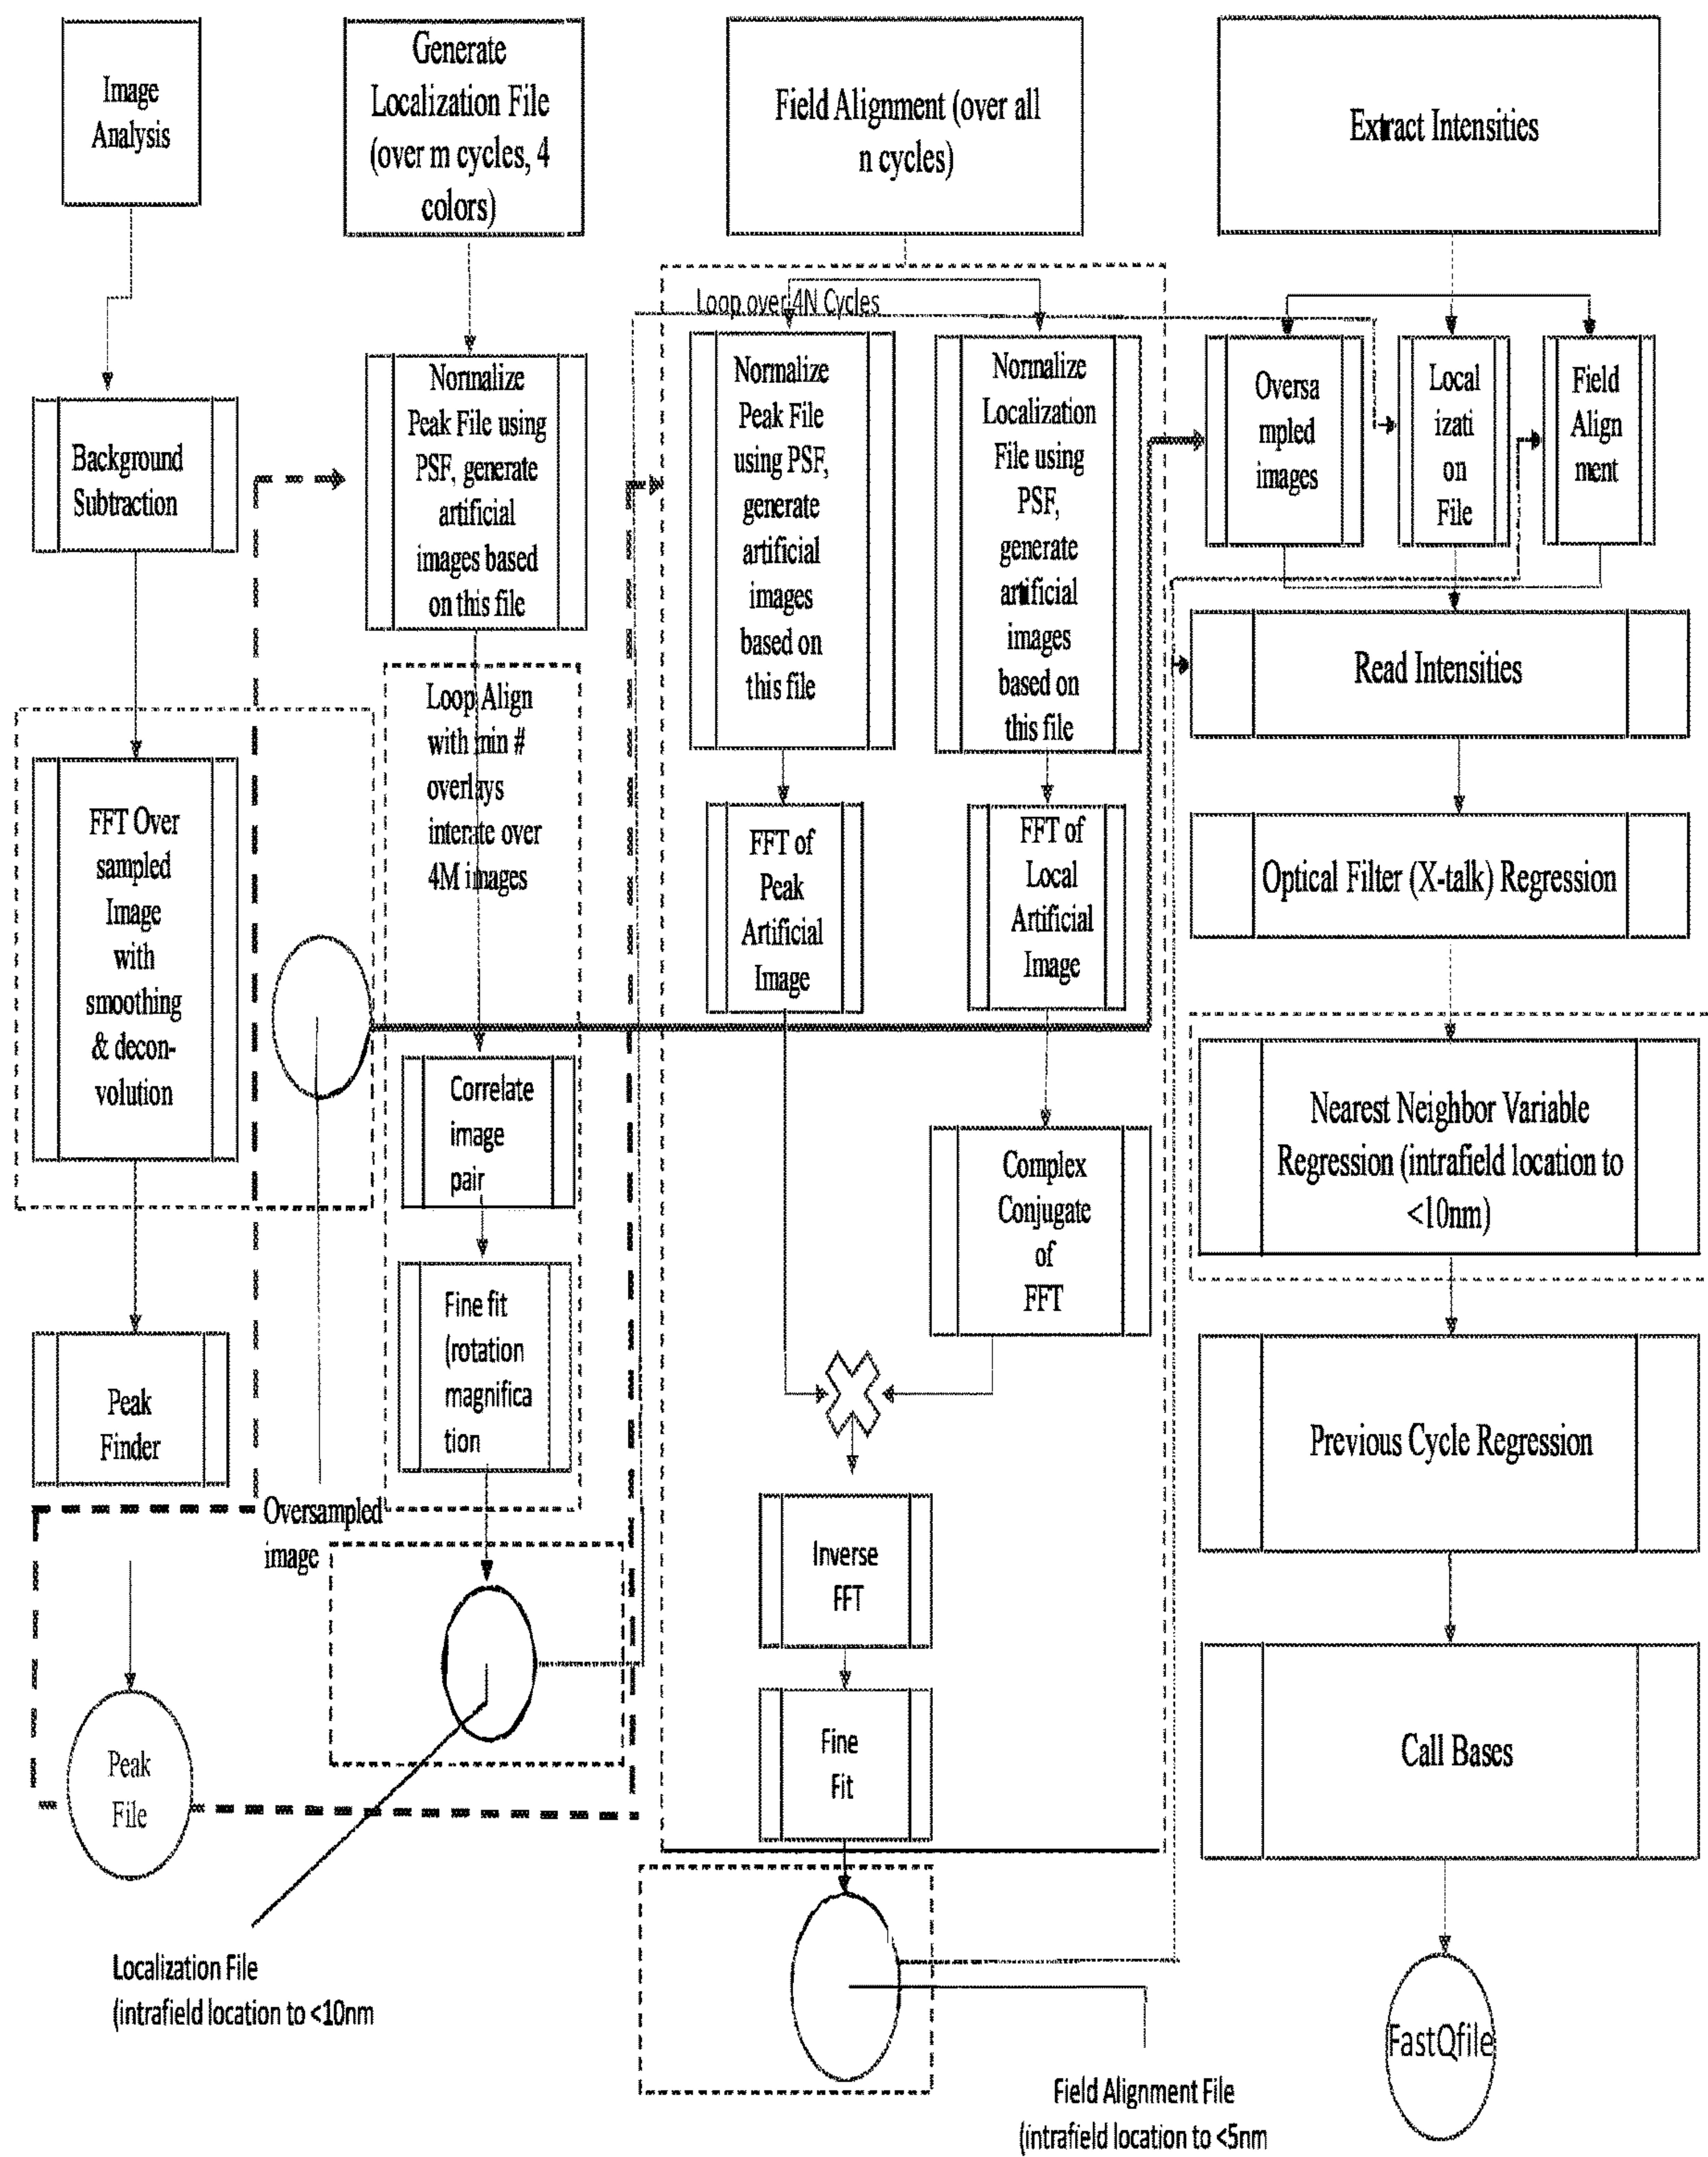 Image
Analysis
Background
Subtraction
FFT Over
sampled
Image
with
smoothing
& decon-
volution
Peak
Finder
Peak
File
Oversampled
image
Generate
Localization File
(over m cycles, 4
colors)
Normalize
Peak File using
PSF, generate
artificial
images based
on this file
Loop Align
with min #
overlays
interate over
4M images
Correlate
image
pair
Fine fit
(rotation
magnifica
tion
Localization File
(intrafield location to <10nm
Field Alignment (over all
n cycles)
Loop over 4N Cycles
Normalize
Peak File
using PSF,
generate
artificial
images
based on
this file
Normalize
Localization
File using
PSF,
generate
artificial
images
based on
this file
FFT of
Peak
Artificial
Image
FFT of
Local
Artificial
Image
Complex
Conjugate
of
FFT
Inverse
FFT
Fine
Fit
Field Alignment File
(intrafield location to <5nm
Extract Intensities
Oversa
mpled
images
Local
izati
on
File
Field
Align
ment
Read Intensities
Optical Filter (X-talk) Regression
Nearest Neighbor Variable
Regression (intrafield location to
<10nm)
Previous Cycle Regression
Call Bases
FastQfile